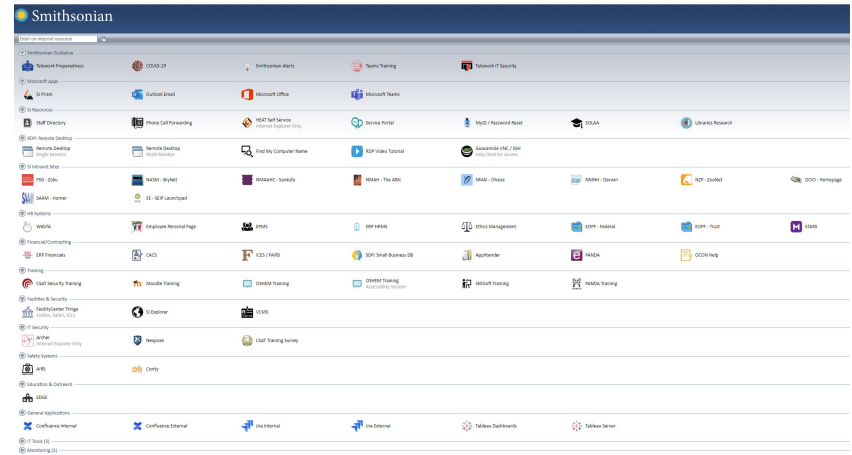 Smithsonian
Enter an internal resource
Smithsonian Guidance
Telework Preparedness
COVID-19
Smithsonian Alerts
Teams Training
Telework IT Security
Microsoft Apps
SI Prism
Outlook Email
Microsoft Office
Microsoft Teams
SI Resources
Staff Directory
Phone Call Forwarding
HEAT Self Service
Internet Explorer Only
Service Portal
MyID / Password Reset
SOLAA
Libraries Research
RDP: Remote Desktop
Remote Desktop
Single Monitor
Remote Desktop
Multi Monitor
Find My Computer Name
RDP Video Tutorial
Guacamole VNC / SSH
Help Desk for Access
SI Intranet Sites
FSG - Zoku
NASM - SkyNet
NMAAHC - Sankofa
NMAH - The Attic
NMAI - Ohana
NMNH - Darwin
NZP - ZooNet
OCIO - Homepage
SAAM - Homer
SE - SEIP Launchpad
HR Systems
WebTA
Employee Personal Page
EPMS
ERP HRMS
Ethics Management
EOPF - Federal
EOPF - Trust
STARS
Financial/Contracting
ERP Financials
CACS
ICES / FAIRS
SDP: Small Business DB
AppXtender
PANDA
OCON Help
Training
CSAT Security Training
Moodle Training
OSHEM Training
OSHEM Training
Accessibility Version
Skillsoft Training
PANDA Training
Facilities & Security
FacilityCenter Tririga
Firefox, Safari, IE11
SI Explorer
VCMS
IT Security
Archer
Internet Explorer Only
Nexpose
CSAT Training Survey
Safety Systems
AIRS
Cority
Education & Outreach
EDGE
General Applications
Confluence Internal
Confluence External
Jira Internal
Jira External
Tableau Dashboards
Tableau Server
IT Tools [5]
Monitoring [3]